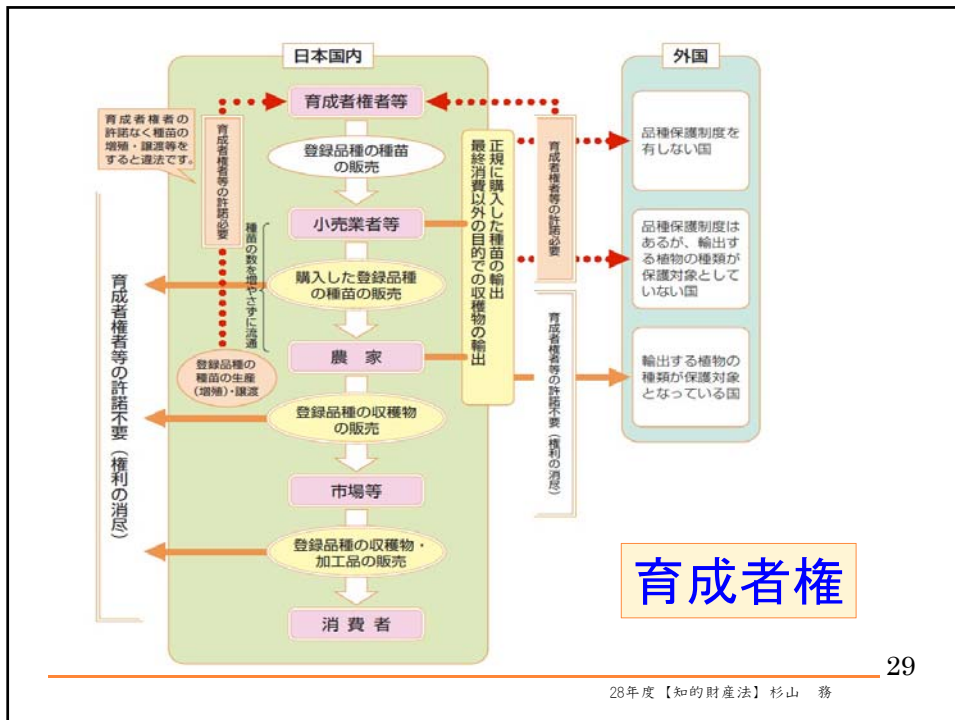 日本国内
育成者権者等
登録品種の種苗
の販売
小売業者等
購入した登録品種
の種苗の販売
農家
登録品種の収穫物
の販売
市場等
登録品種の収穫物・
加工品の販売
消費者
育成者権者の
許諾なく種苗の
増殖・譲渡等を
すると違法です。
育成者権者等の許諾必要
種苗の数を増やさずに流通
登録品種の
種苗の生産
(増殖)・譲渡
育成者権者等の許諾不要(権利の消尽)
正規に購入した種苗の輸出
最終消費以外の目的での収穫物の輸出
育成者権者等の許諾必要
育成者権者等の許諾不要(権利の消尽)
外国
品種保護制度を
有しない国
品種保護制度は
あるが、輸出する
植物の種類が
保護対象として
いない国
輸出する植物の
種類が保護対象
となっている国
育成者権
29
28年度【知的財産法】杉山 務